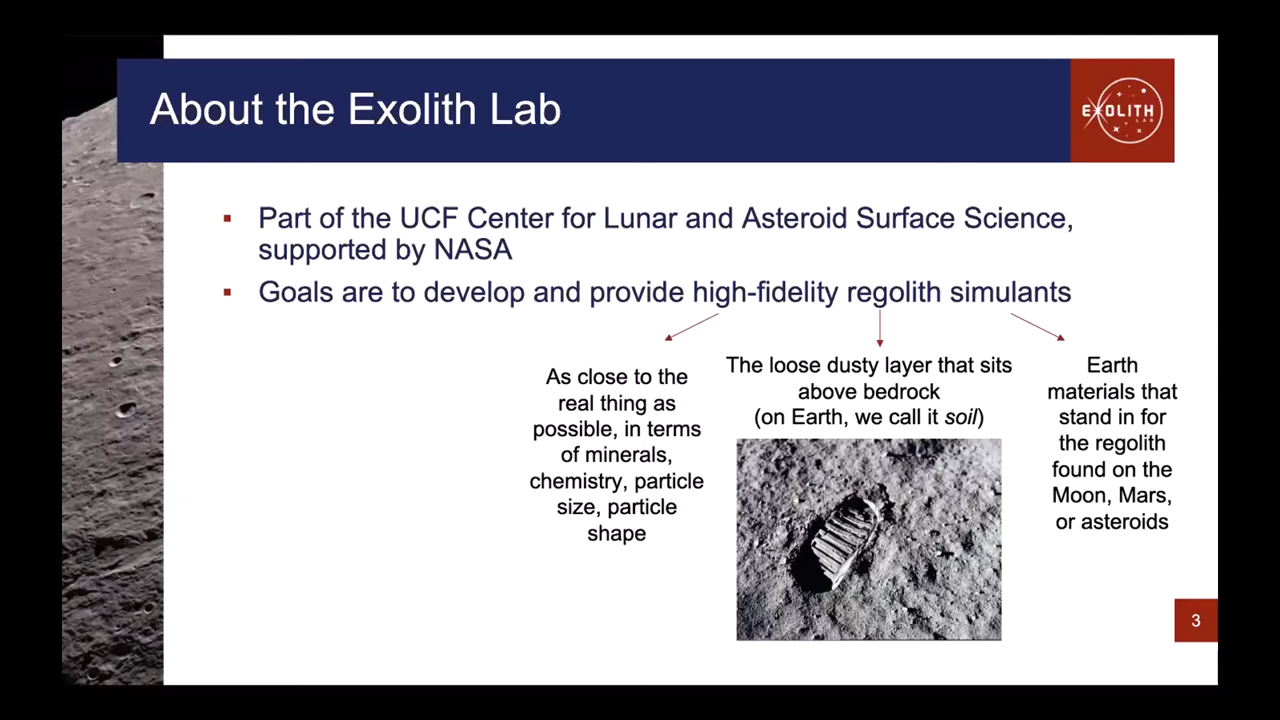 About the Exolith Lab
EXOLITH
LAB
▪ Part of the UCF Center for Lunar and Asteroid Surface Science,
supported by NASA
▪ Goals are to develop and provide high-fidelity regolith simulants
As close to the
real thing as
possible, in terms
of minerals,
chemistry, particle
size, particle
shape
The loose dusty layer that sits
above bedrock
(on Earth, we call it soil)
Earth
materials that
stand in for
the regolith
found on the
Moon, Mars,
or asteroids
3